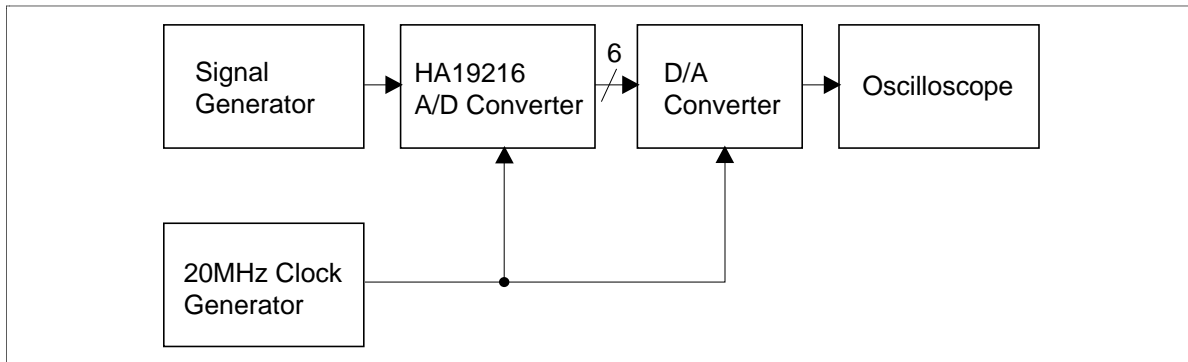 Signal
Generator
HA19216
A/D Converter
6
D/A
Converter
Oscilloscope
20MHz Clock
Generator